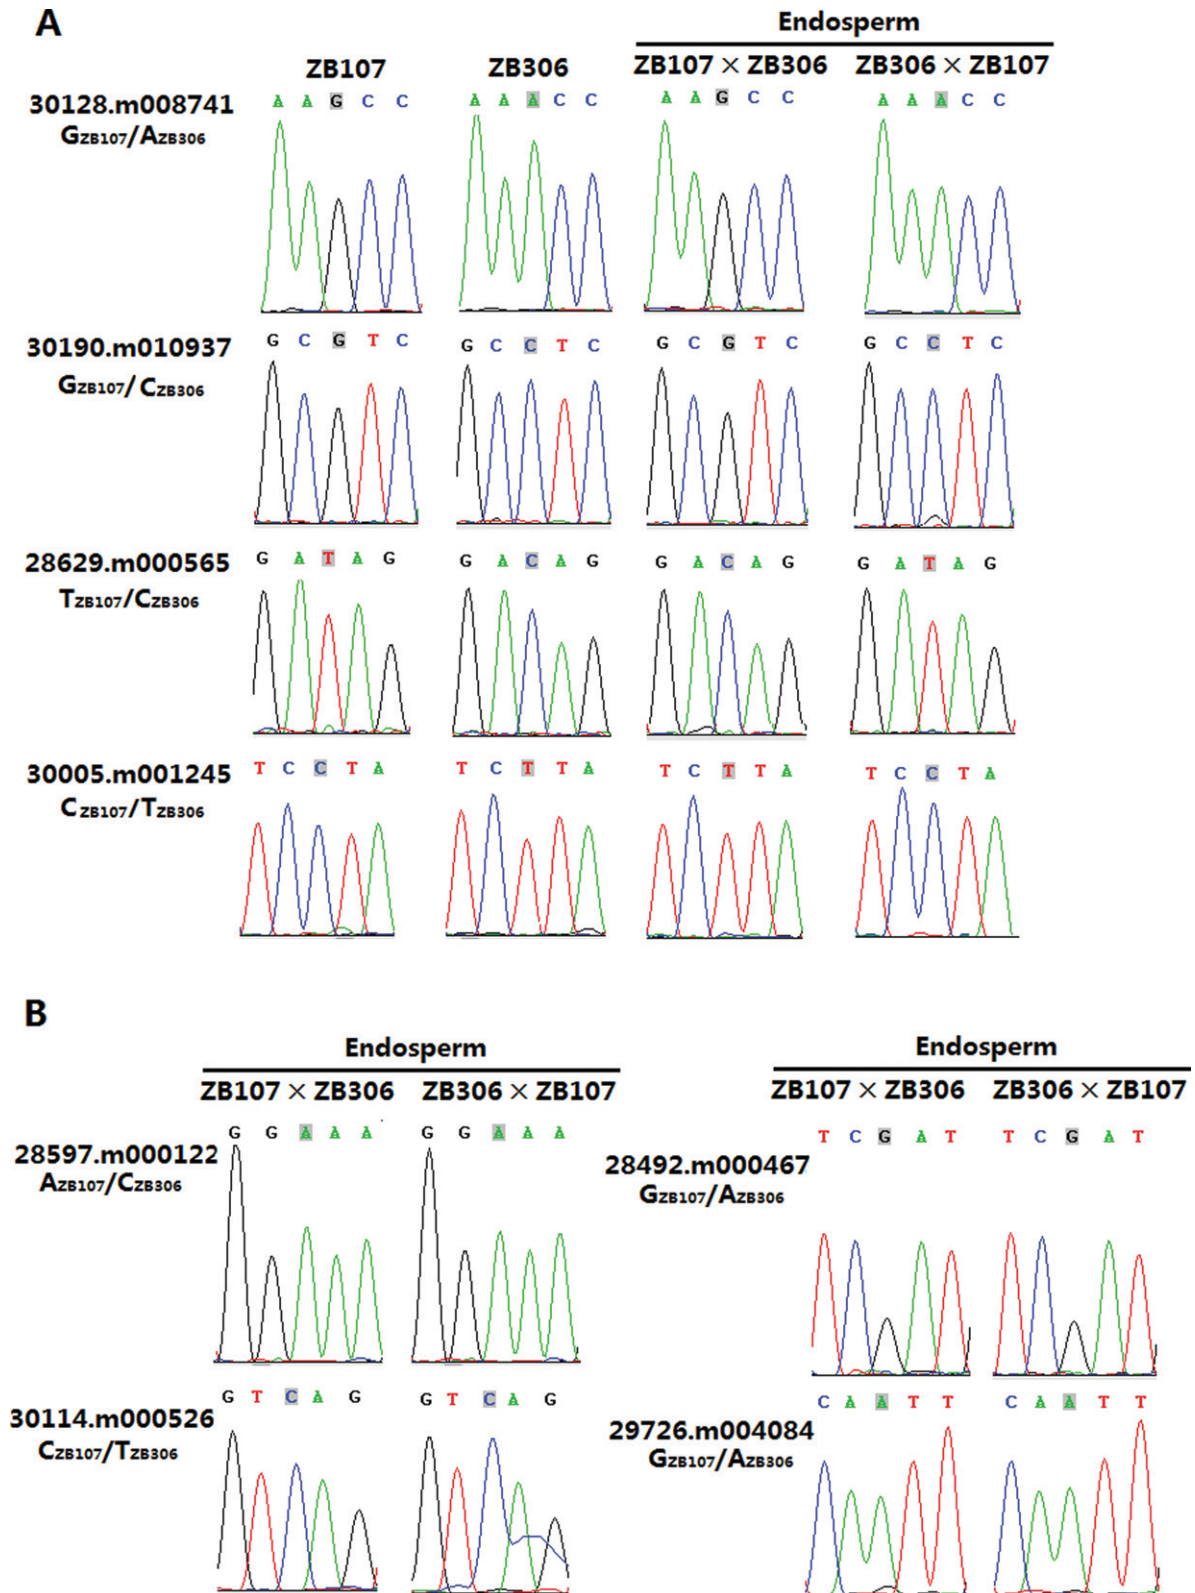 A
Endosperm
ZB107 ZB306 ZB107 × ZB306 ZB306 × ZB107
30128.m008741 A A G C C A A A C C A A G C C A A A C C
GZB107/AZB306
30190.m010937 G C G T C G C C T C G C G T C G C C T C
GZB107/CZB306
28629.m000565 G A T A G G A C A G G A C A G G A T A G
TZB107/CZB306
30005.m001245 T C C T A T C T T A T C T T A T C C T A
CZB107/TZB306
B
Endosperm Endosperm
ZB107 × ZB306 ZB306 × ZB107 ZB107 × ZB306 ZB306 × ZB107
28597.m000122 G G A A A G G A A A
AZB107/CZB306
28492.m000467 T C G A T T C G A T
GZB107/AZB306
30114.m000526 G T C A G G T C A G
CZB107/TZB306
29726.m004084 C A A T T C A A T T
GZB107/AZB306